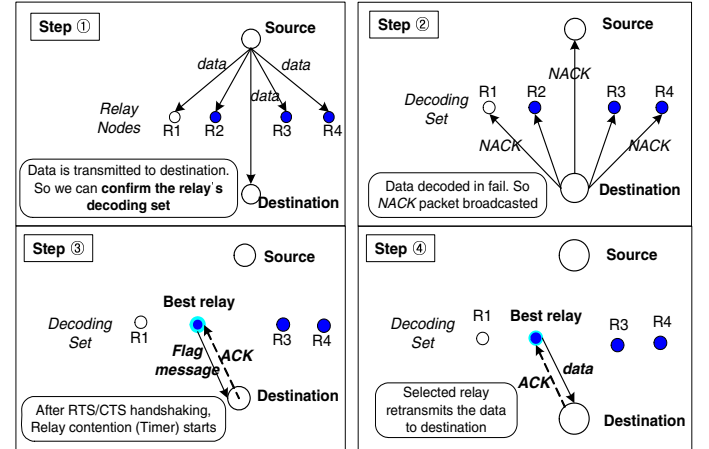 Step ①
Source
data
data
data
Relay
Nodes
R1
R2
R3
R4
Data is transmitted to destination.
So we can confirm the relay's
decoding set
Destination
Step ②
Source
NACK
Decoding
Set
R1
R2
R3
R4
NACK
NACK
Data decoded in fail. So
NACK packet broadcasted
Destination
Step ③
Source
Best relay
Decoding
Set
R1
R3
R4
Flag
message
ACK
After RTS/CTS handshaking,
Relay contention (Timer) starts
Destination
Step ④
Source
Decoding
Set
R1
Best relay
R3
R4
data
ACK
Selected relay
retransmits the data
to destination
Destination